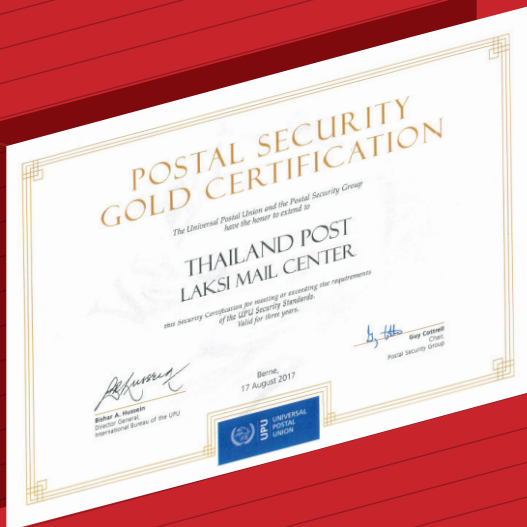 POSTAL SECURITY
GOLD CERTIFICATION
The Universal Postal Union and the Postal Security Group
have the honor to extend to
THAILAND POST
LAKSI MAIL CENTER
this Security Certification for meeting or exceeding the requirements
of the UPU Security Standards.
Valid for three years.
Guy Cottrell
Chair,
Postal Security Group
Bishar A. Hussein
Director General,
International Bureau of the UPU
Berne,
17 August 2017
UPU
UNIVERSAL
POSTAL
UNION